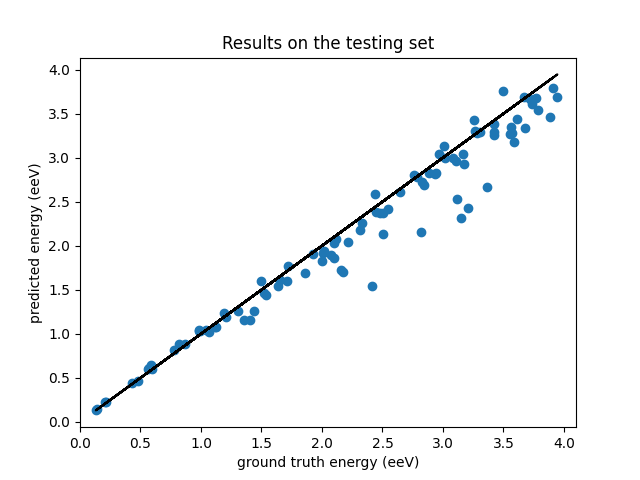 Results on the testing set
4.0
3.5
3.0
2.5
2.0
1.5
1.0
0.5
0.0
predicted energy (eeV)
0.0 0.5 1.0 1.5 2.0 2.5 3.0 3.5 4.0
ground truth energy (eeV)